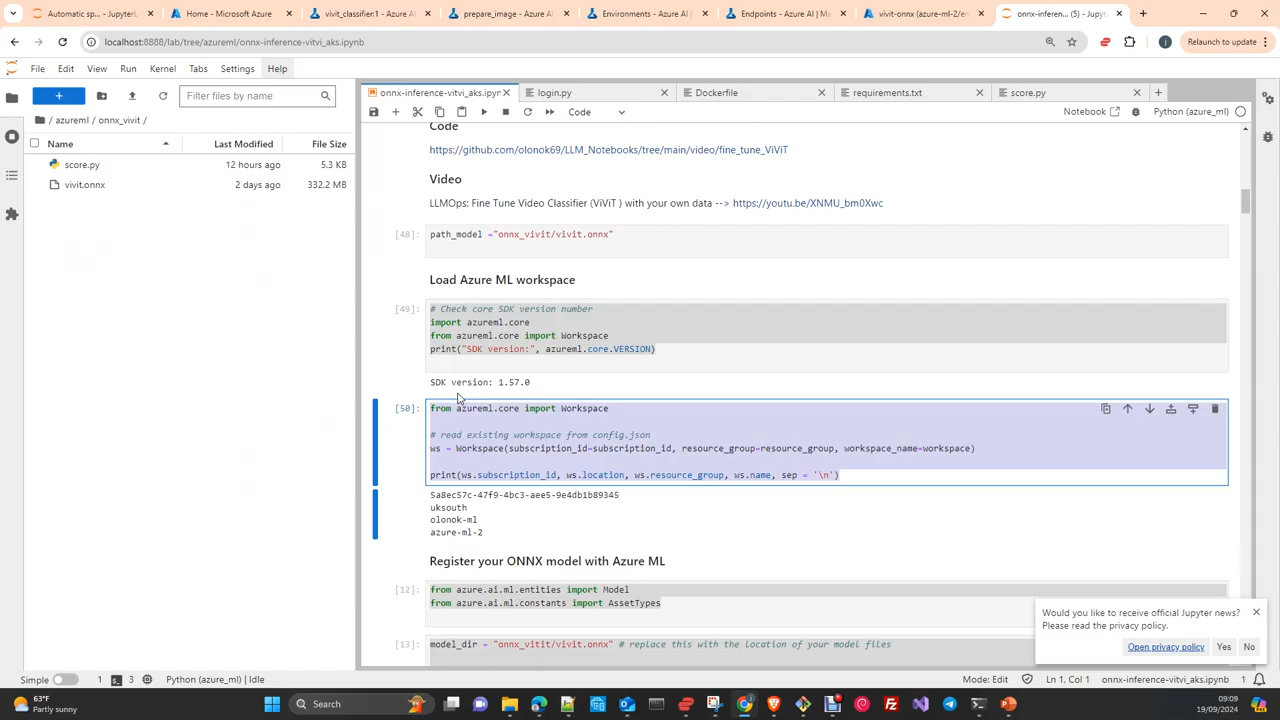 Automatic sp... - JupyterL
Home - Microsoft Azure
vivit_classifier:1 - Azure A
prepare_image - Azure AI
Environments - Azure AI |
Endpoints - Azure AI | Ma
vivit-onnx (azure-ml-2/en
onnx-inferen... (5) - Jupyt
localhost:8888/lab/tree/azureml/onnx-inference-vitvi_aks.ipynb
Relaunch to update
File Edit View Run Kernel Tabs Settings Help
Filter files by name
/ azureml / onnx_vivit /
Name Last Modified File Size
score.py 12 hours ago 5.3 KB
vivit.onnx 2 days ago 332.2 MB
onnx-inference-vitvi_aks.ipyn
login.py
Dockerfile
requirements.txt
score.py
Code
Notebook
Python (azure_ml)
Code
https://github.com/olonok69/LLM_Notebooks/tree/main/video/fine_tune_ViViT
Video
LLMOps: Fine Tune Video Classifier (ViViT ) with your own data --> https://youtu.be/XNMU_bm0Xwc
[48]: path_model ="onnx_vivit/vivit.onnx"
Load Azure ML workspace
[49]: # Check core SDK version number
import azureml.core
from azureml.core import Workspace
print("SDK version:", azureml.core.VERSION)
SDK version: 1.57.0
[50]: from azureml.core import Workspace
# read existing workspace from config.json
ws = Workspace(subscription_id=subscription_id, resource_group=resource_group, workspace_name=workspace)
print(ws.subscription_id, ws.location, ws.resource_group, ws.name, sep = '\n')
5a8ec57c-47f9-4bc3-aee5-9e4db1b89345
uksouth
olonok-ml
azure-ml-2
Register your ONNX model with Azure ML
[12]: from azure.ai.ml.entities import Model
from azure.ai.ml.constants import AssetTypes
[13]: model_dir = "onnx_vitit/vivit.onnx" # replace this with the location of your model files
Would you like to receive official Jupyter news?
Please read the privacy policy.
Open privacy policy Yes No
Simple 1 3 Python (azure_ml) | Idle
Mode: Edit Ln 1, Col 1 onnx-inference-vitvi_aks.ipynb 1
63°F
Partly sunny
Search
09:09
19/09/2024